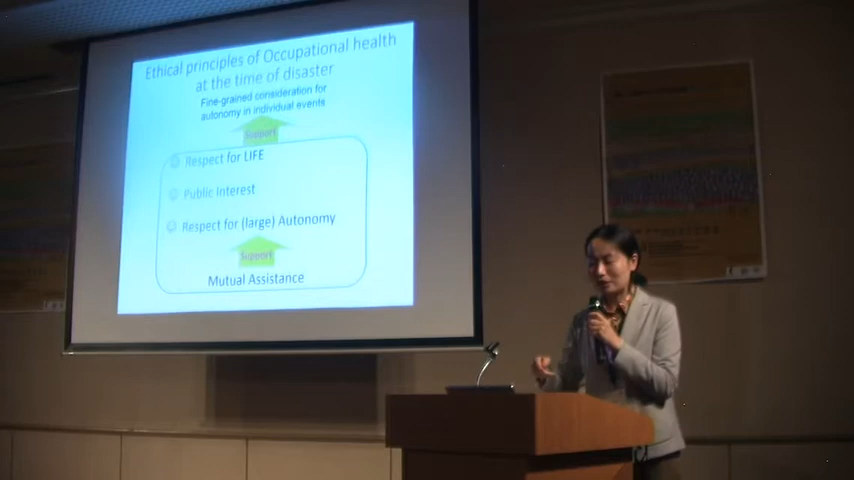 Ethical principles of Occupational health
at the time of disaster
Fine-grained consideration for
autonomy in individual events
Support
Respect for LIFE
Public Interest
Respect for (large) Autonomy
Support
Mutual Assistance